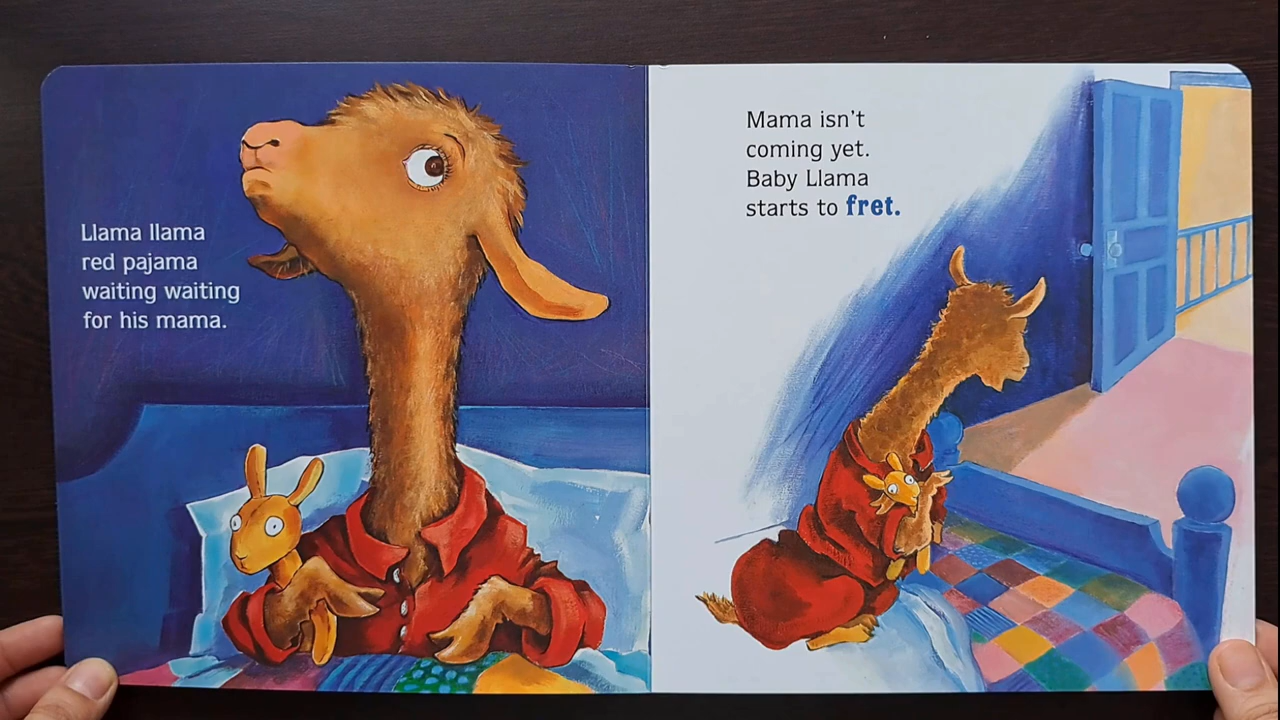 Llama llama
red pajama
waiting waiting
for his mama.
Mama isn't
coming yet.
Baby Llama
starts to fret.